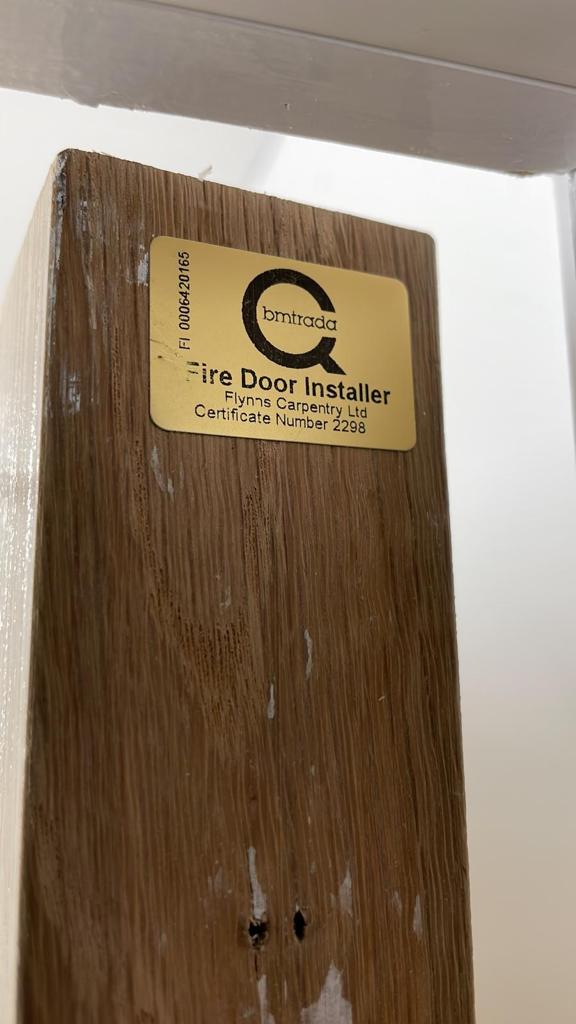 FI 0006420165
bmtrada
Fire Door Installer
Flynns Carpentry Ltd
Certificate Number 2298